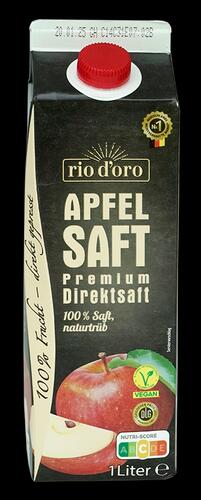 20.01.25
rio d'oro
APFEL
SAFT
Premium
Direktsaft
100% Saft,
naturtrüb
100% Frucht – direkt gepresst
N°1
V
VEGAN
DLG
NUTRI-SCORE
A B C D E
1 Liter e